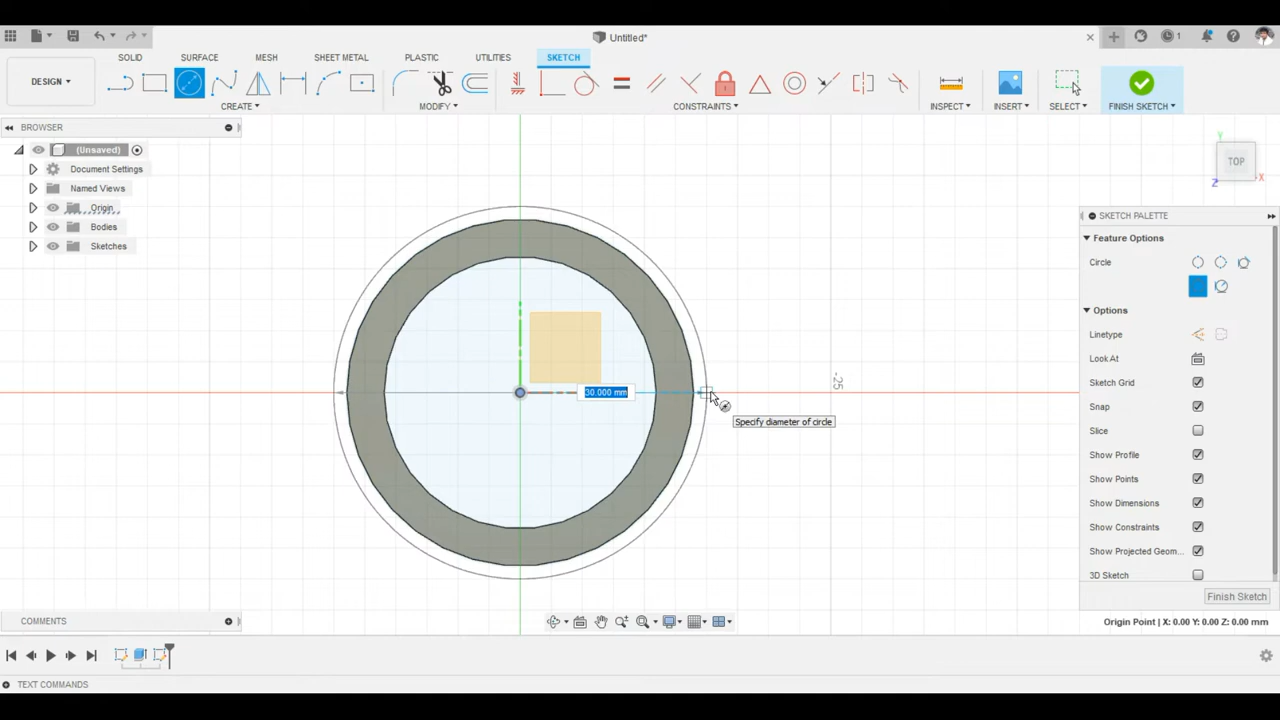 Untitled*
1
SOLID SURFACE MESH SHEET METAL PLASTIC UTILITIES SKETCH
DESIGN
CREATE MODIFY CONSTRAINTS INSPECT INSERT SELECT FINISH SKETCH
BROWSER
(Unsaved)
Document Settings
Named Views
Origin
Bodies
Sketches
Y
TOP
X
Z
SKETCH PALETTE
Feature Options
Circle
Options
Linetype
Look At
Sketch Grid
Snap
Slice
Show Profile
Show Points
Show Dimensions
Show Constraints
Show Projected Geom...
3D Sketch
Finish Sketch
-25
30.000 mm
Specify diameter of circle
COMMENTS
Origin Point | X: 0.00 Y: 0.00 Z: 0.00 mm
TEXT COMMANDS